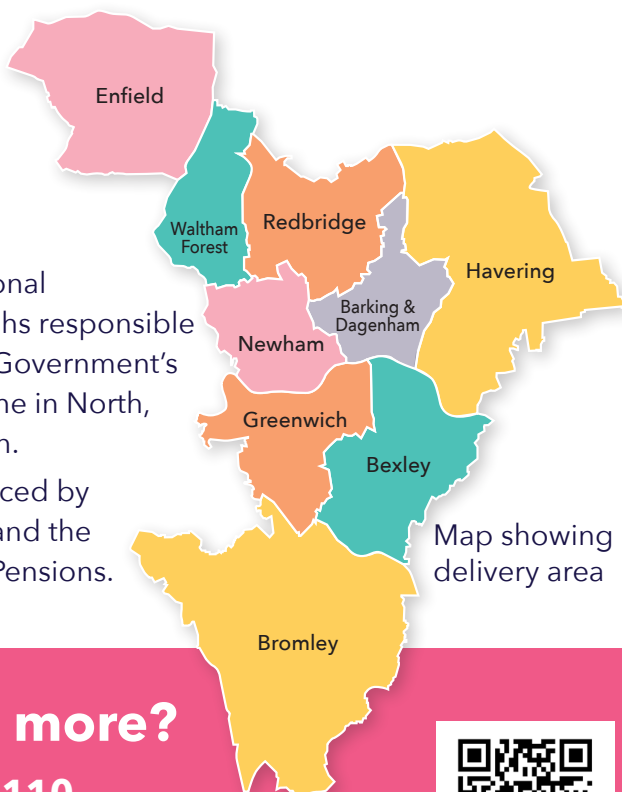 Enfield
Waltham
Forest
Redbridge
Havering
Barking &
Dagenham
Newham
Greenwich
Bexley
Bromley
onal
hs responsible
Government’s
ne in North,
n.
ced by
and the
Pensions.
Map showing
delivery area
more?
110